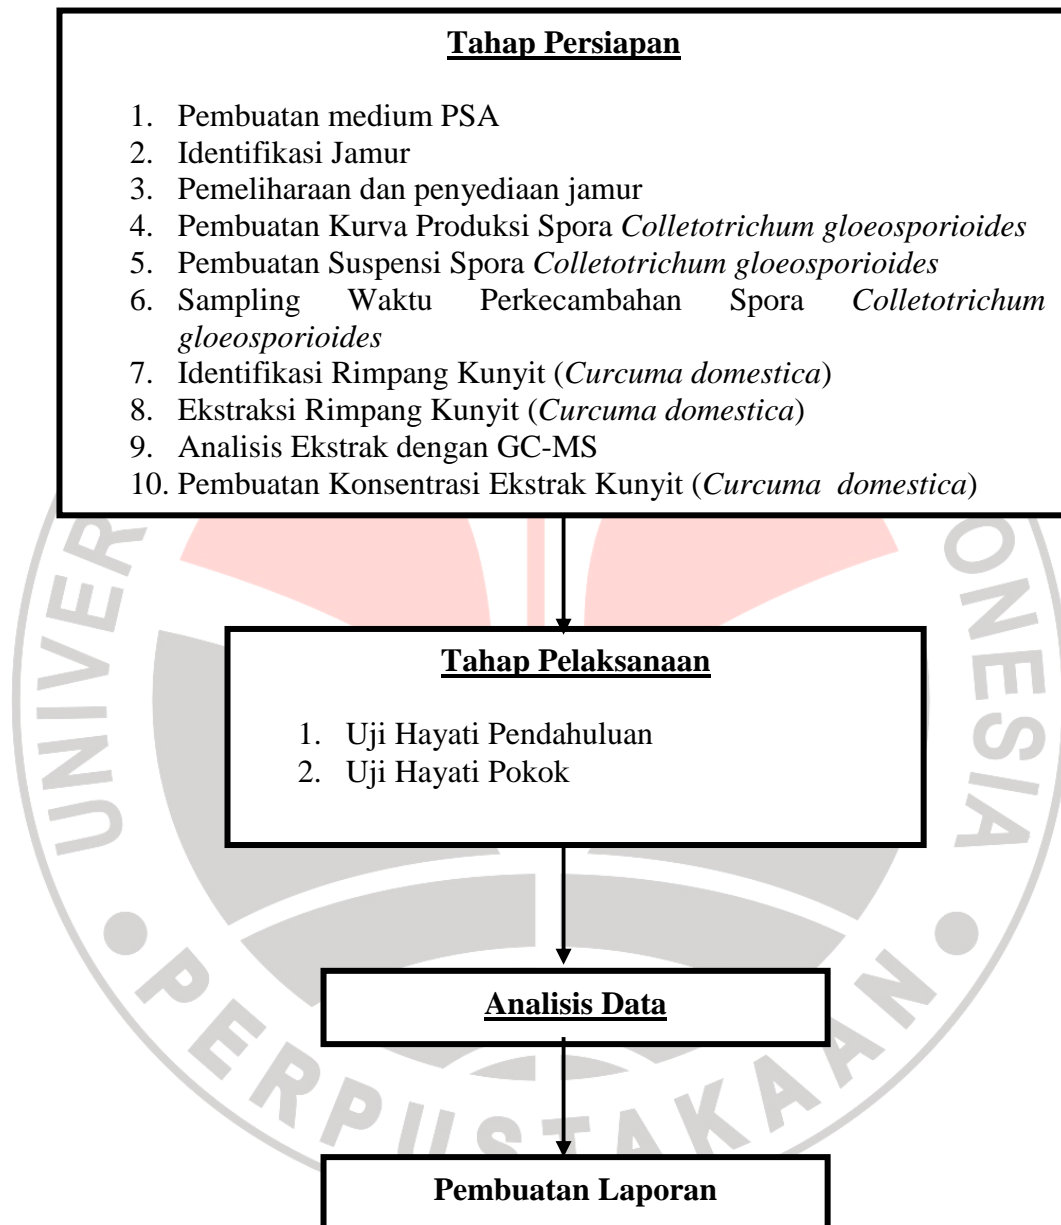 Tahap Persiapan
1. Pembuatan medium PSA
2. Identifikasi Jamur
3. Pemeliharaan dan penyediaan jamur
4. Pembuatan Kurva Produksi Spora Colletotrichum gloeosporioides
5. Pembuatan Suspensi Spora Colletotrichum gloeosporioides
6. Sampling Waktu Perkecambahan Spora Colletotrichum
gloeosporioides
7. Identifikasi Rimpang Kunyit (Curcuma domestica)
8. Ekstraksi Rimpang Kunyit (Curcuma domestica)
9. Analisis Ekstrak dengan GC-MS
10. Pembuatan Konsentrasi Ekstrak Kunyit (Curcuma domestica)
UNIVER
ONESIA
Tahap Pelaksanaan
1. Uji Hayati Pendahuluan
2. Uji Hayati Pokok
Analisis Data
PERPUSTAKAAN
Pembuatan Laporan